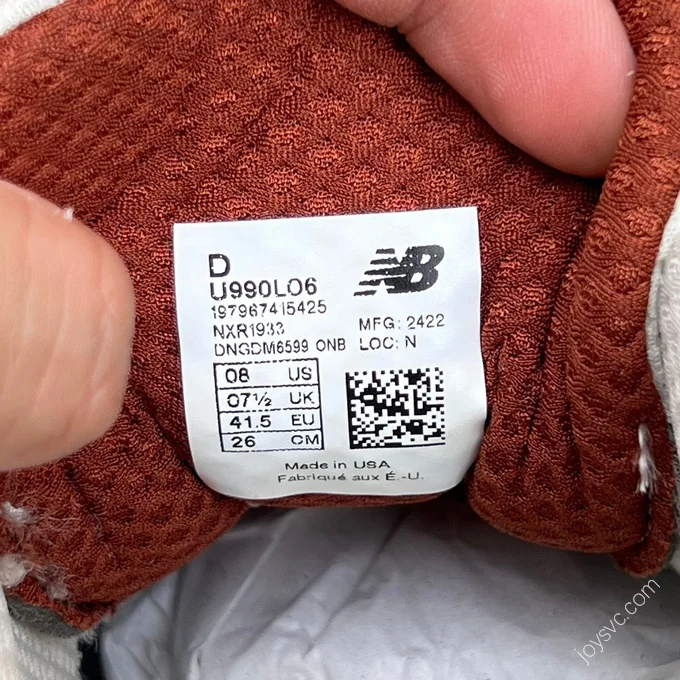 D
U990LO6
197967415425
NXR1933
DNGDM6599 ONB
NB
MFG: 2422
LOC: N
08 US
07½ UK
41.5 EU
26 CM
Made in USA
Fabriqué aux É.-U.
joysvc.com